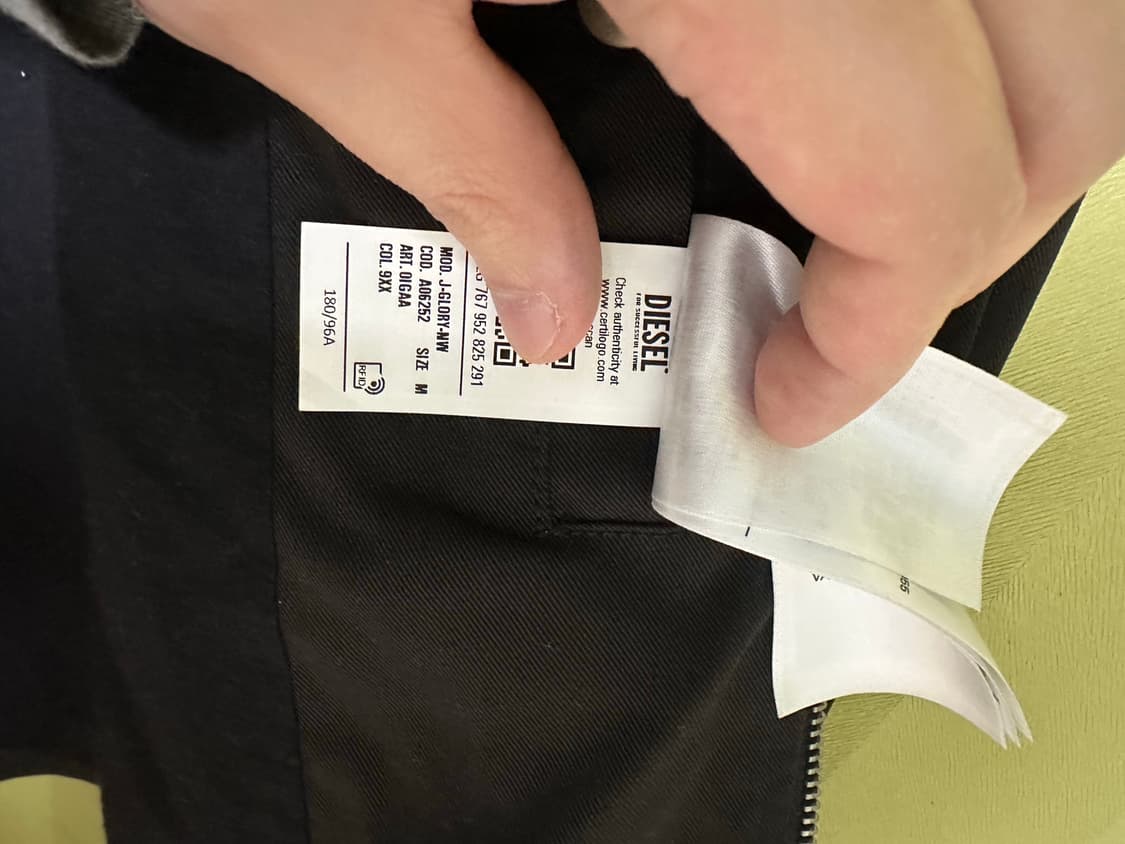 DIESEL
FOR SUCCESSFUL LIVING
Check authenticity at
www.certilogo.com
767 952 825 291
MOD. J-GLORY-NW
COD. A06252 SIZE M
ART. 0IGAA
COL. 9XX
RFID
180/96A